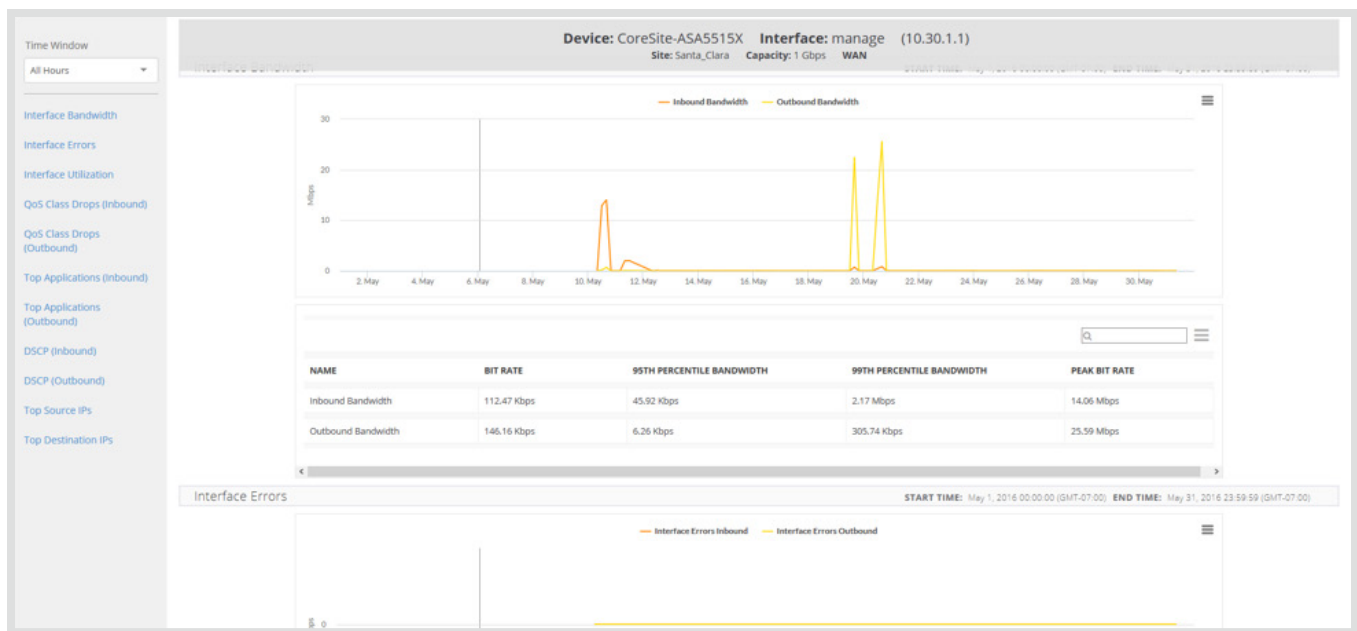 Device: CoreSite-ASA5515X Interface: manage (10.30.1.1)
Site: Santa_Clara Capacity: 1 Gbps WAN
Time Window
All Hours
Interface Bandwidth
Interface Errors
Interface Utilization
QoS Class Drops (Inbound)
QoS Class Drops
(Outbound)
Top Applications (Inbound)
Top Applications
(Outbound)
DSCP (Inbound)
DSCP (Outbound)
Top Source IPs
Top Destination IPs
Interface Bandwidth
Inbound Bandwidth Outbound Bandwidth
30
20
Mbps
10
0
2. May 4. May 6. May 8. May 10. May 12. May 14. May 16. May 18. May 20. May 22. May 24. May 26. May 28. May 30. May
NAME BIT RATE 95TH PERCENTILE BANDWIDTH 99TH PERCENTILE BANDWIDTH PEAK BIT RATE
Inbound Bandwidth 112.47 Kbps 45.92 Kbps 2.17 Mbps 14.06 Mbps
Outbound Bandwidth 146.16 Kbps 6.26 Kbps 305.74 Kbps 25.59 Mbps
Interface Errors START TIME: May 1, 2016 00:00:00 (GMT-07:00) END TIME: May 31, 2016 23:59:59 (GMT-07:00)
Interface Errors Inbound Interface Errors Outbound
0